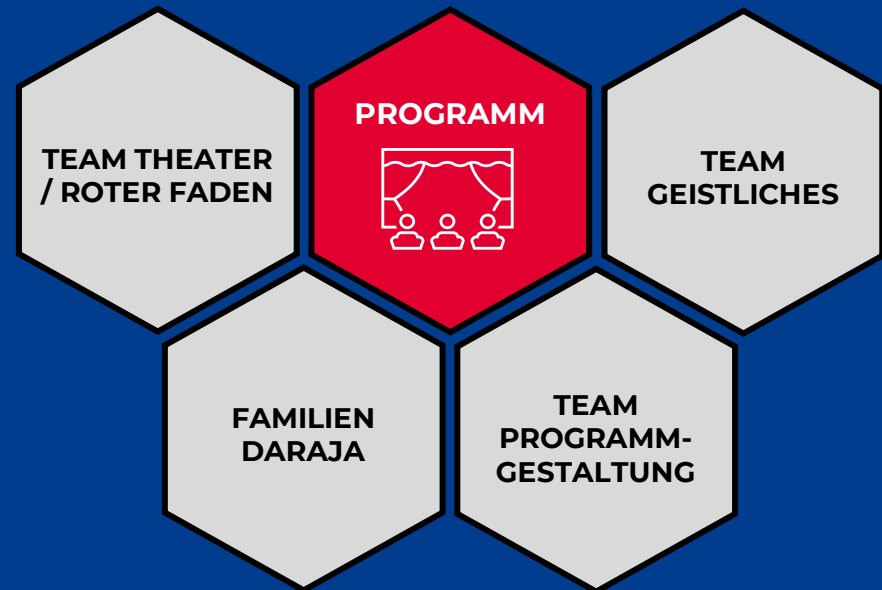 TEAM THEATER
/ ROTER FADEN
PROGRAMM
TEAM
GEISTLICHES
FAMILIEN
DARAJA
TEAM
PROGRAMM-
GESTALTUNG